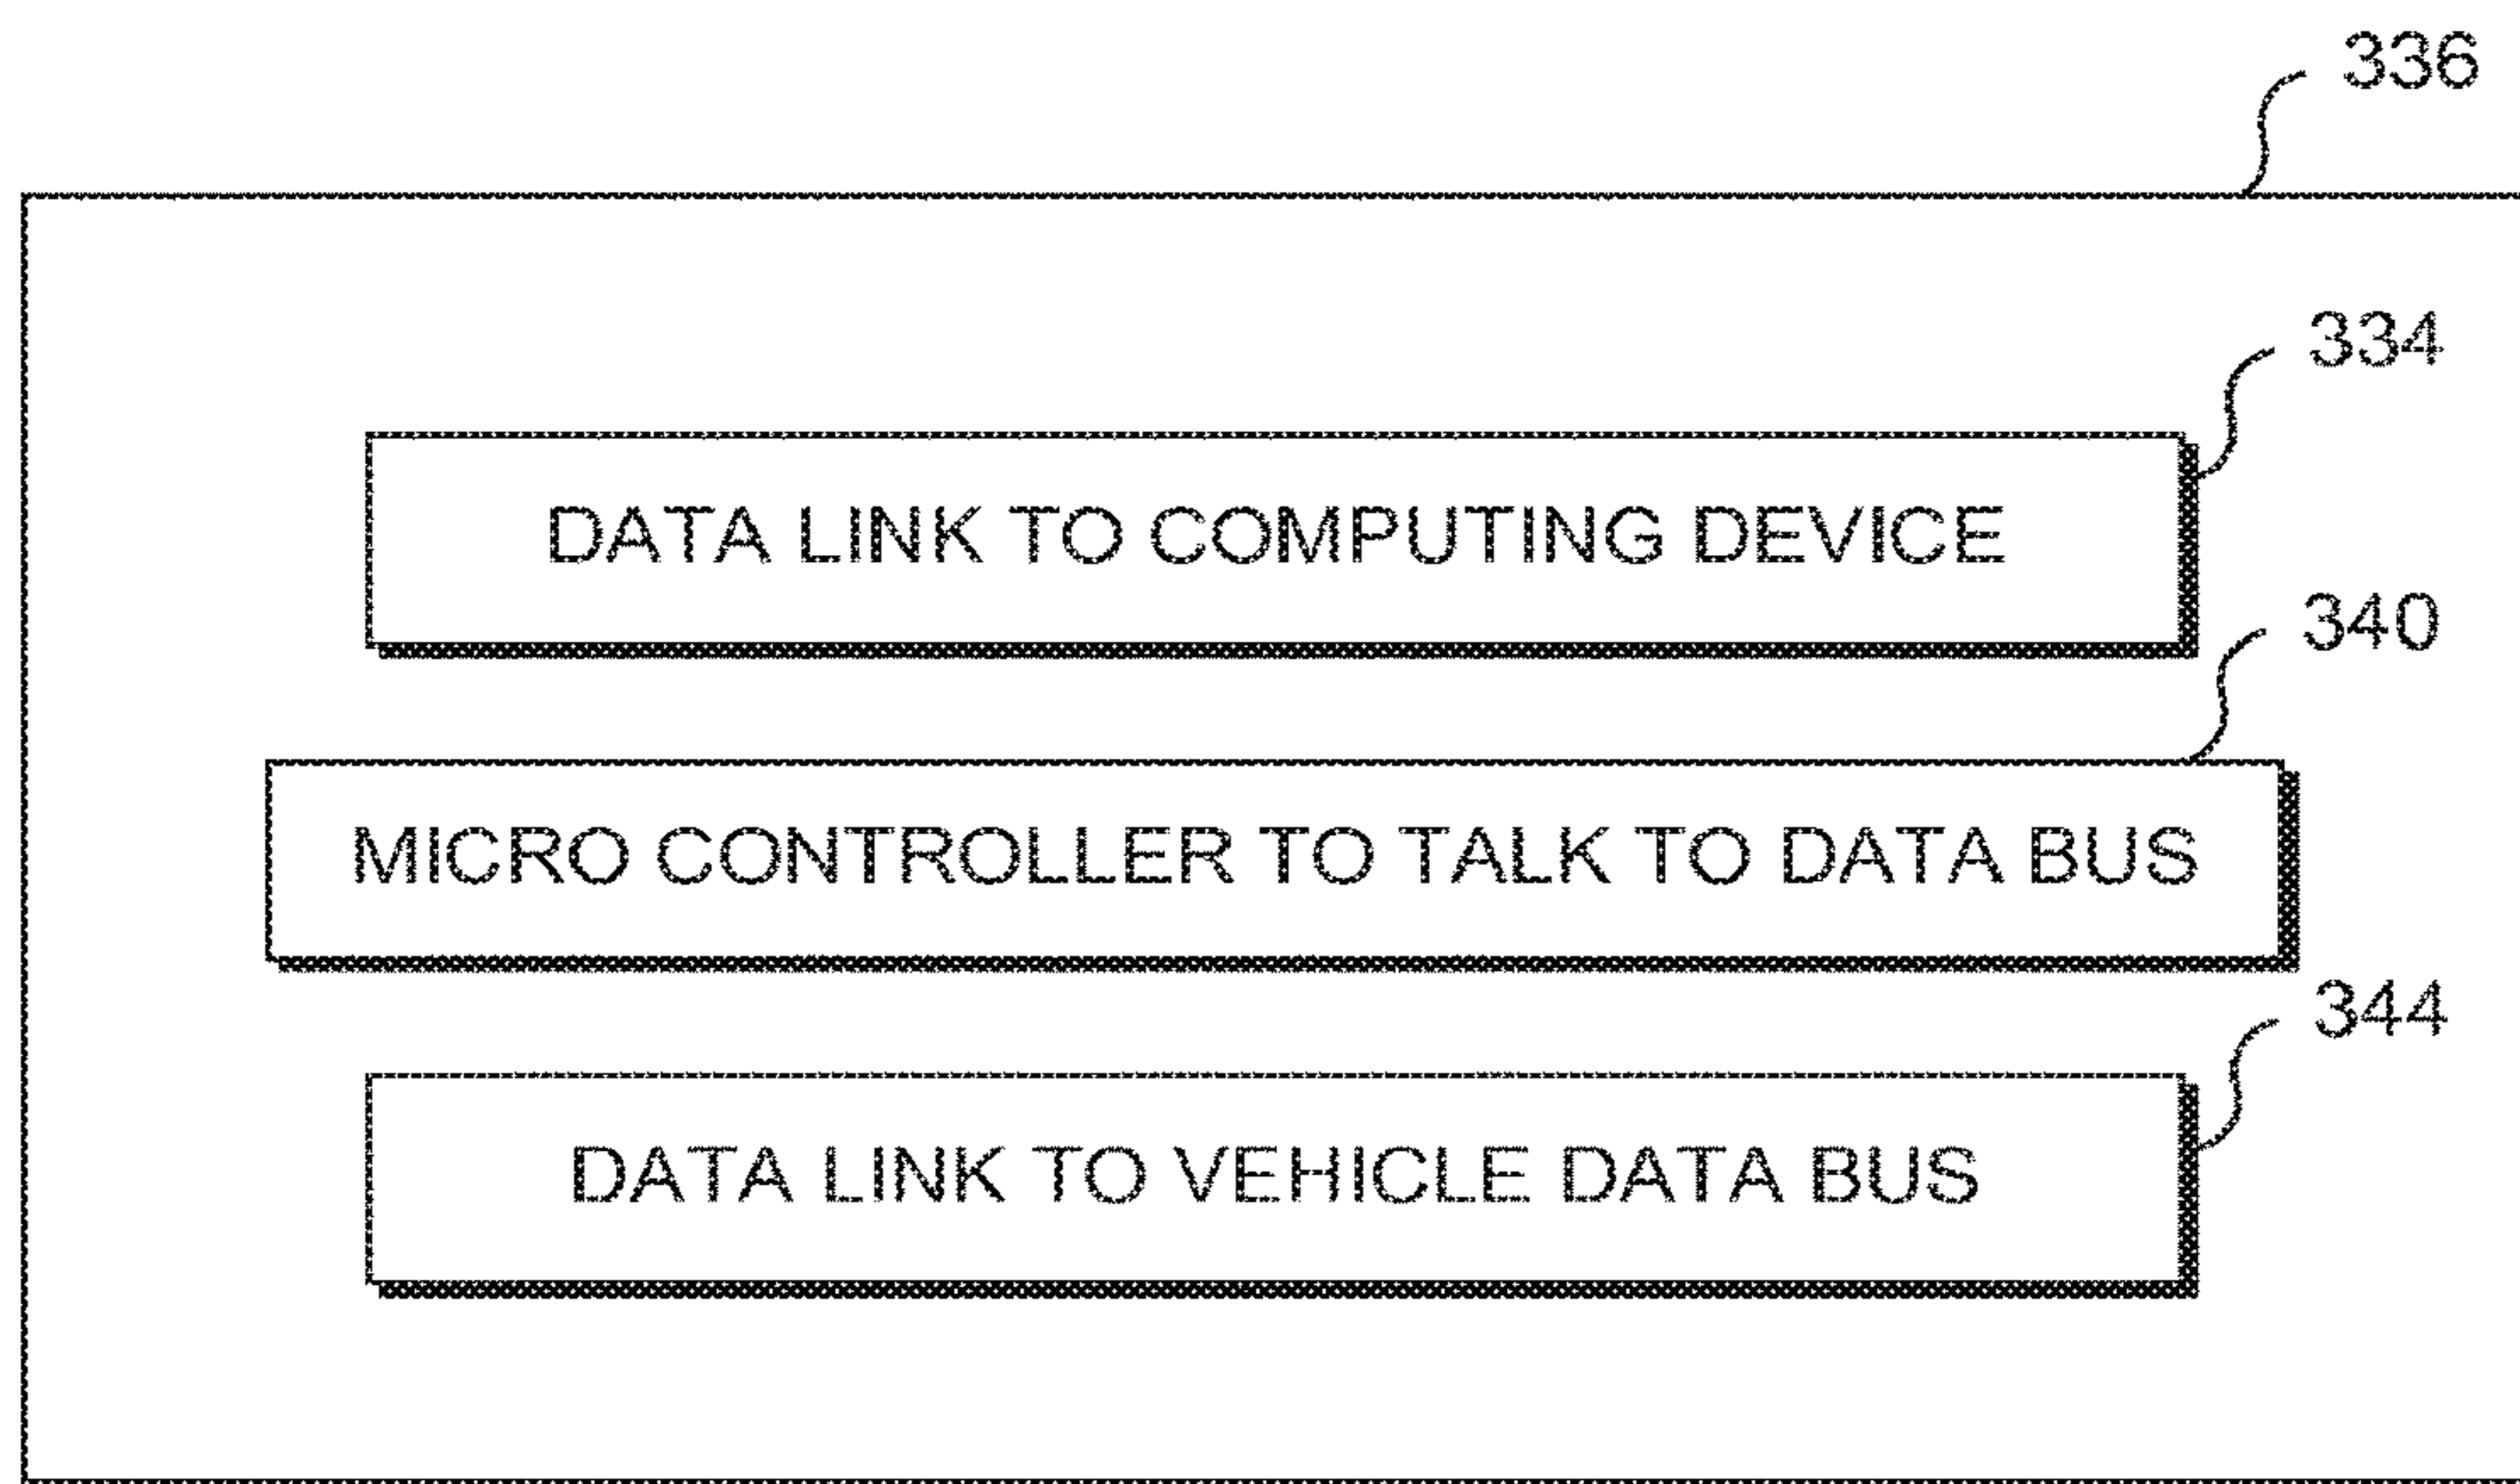 336
334
DATA LINK TO COMPUTING DEVICE
340
MICRO CONTROLLER TO TALK TO DATA BUS
344
DATA LINK TO VEHICLE DATA BUS